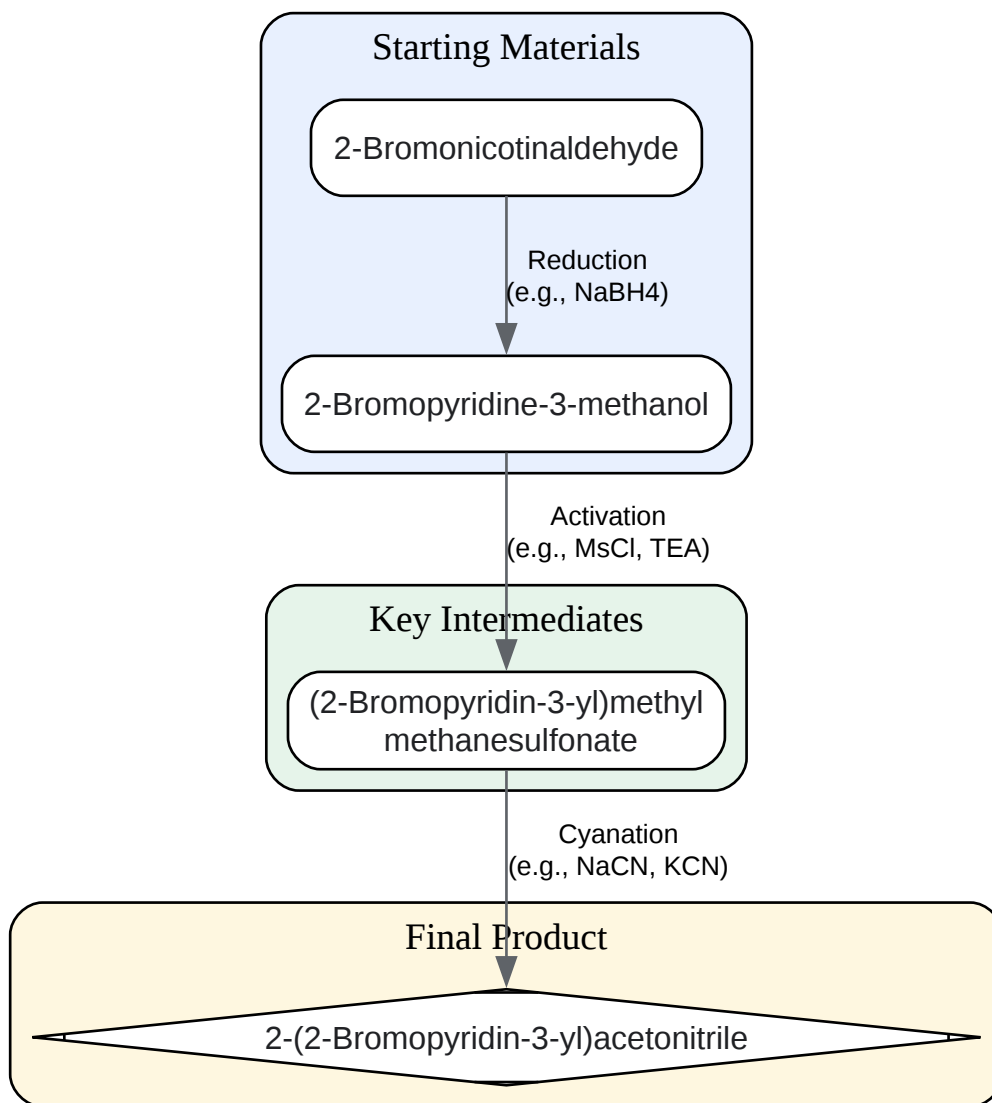 Starting Materials
2-Bromonicotinaldehyde
Reduction
(e.g., NaBH4)
2-Bromopyridine-3-methanol
Activation
(e.g., MsCl, TEA)
Key Intermediates
(2-Bromopyridin-3-yl)methyl
methanesulfonate
Cyanation
(e.g., NaCN, KCN)
Final Product
2-(2-Bromopyridin-3-yl)acetonitrile